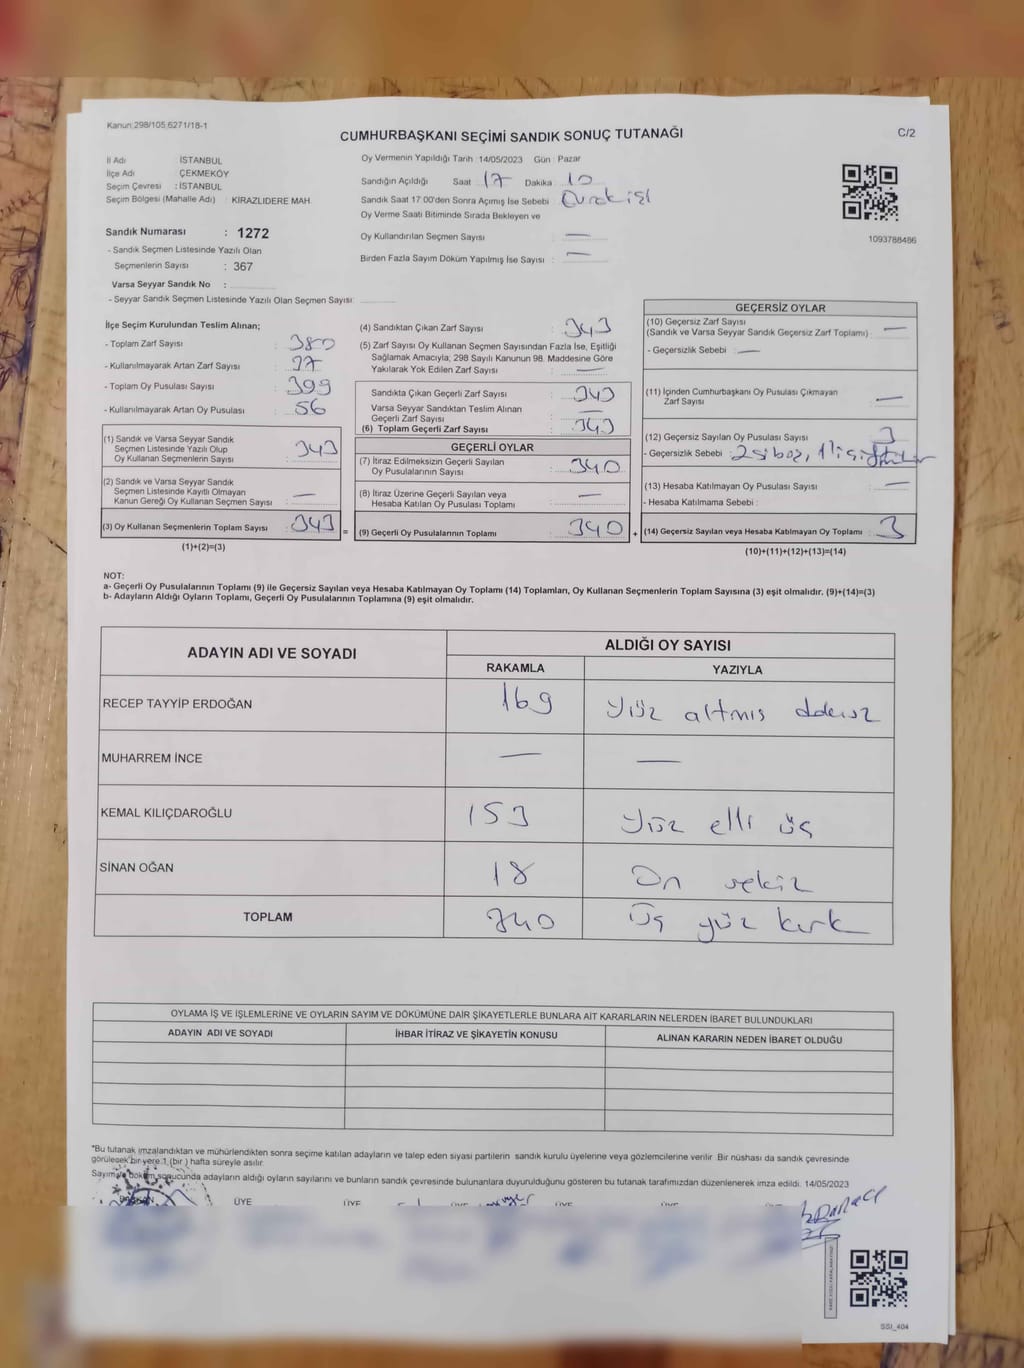 Kanun:298/105,6271/18-1
CUMHURBAŞKANI SEÇİMİ SANDIK SONUÇ TUTANAĞI
C/2
İl Adı İSTANBUL
İlçe Adı ÇEKMEKÖY
Seçim Çevresi : İSTANBUL
Seçim Bölgesi (Mahalle Adı) : KİRAZLIDERE MAH.
Oy Vermenin Yapıldığı Tarih : 14/05/2023 Gün : Pazar
Sandığın Açıldığı Saat 17 Dakika 10
Sandık Saat 17:00'den Sonra Açımış İse Sebebi
Oy Verme Saati Bitiminde Sırada Bekleyen ve
Oy Kullandırılan Seçmen Sayısı : —
Birden Fazla Sayım Döküm Yapılmış İse Sayısı : —
1093788486
Sandık Numarası : 1272
- Sandık Seçmen Listesinde Yazılı Olan
Seçmenlerin Sayısı : 367
Varsa Seyyar Sandık No :
- Seyyar Sandık Seçmen Listesinde Yazılı Olan Seçmen Sayısı:
İlçe Seçim Kurulundan Teslim Alınan;
- Toplam Zarf Sayısı : 380
- Kullanılmayarak Artan Zarf Sayısı : 37
- Toplam Oy Pusulası Sayısı : 399
- Kullanılmayarak Artan Oy Pusulası : 56
(1) Sandık ve Varsa Seyyar Sandık
Seçmen Listesinde Yazılı Olup
Oy Kullanan Seçmenlerin Sayısı : 343
(2) Sandık ve Varsa Seyyar Sandık
Seçmen Listesinde Kayıtlı Olmayan
Kanun Gereği Oy Kullanan Seçmen Sayısı : —
(3) Oy Kullanan Seçmenlerin Toplam Sayısı : 343
(1)+(2)=(3)
(4) Sandıktan Çıkan Zarf Sayısı : 343
(5) Zarf Sayısı Oy Kullanan Seçmen Sayısından Fazla İse, Eşitliği
Sağlamak Amacıyla; 298 Sayılı Kanunun 98. Maddesine Göre
Yakılarak Yok Edilen Zarf Sayısı : —
Sandıkta Çıkan Geçerli Zarf Sayısı : 343
Varsa Seyyar Sandıktan Teslim Alınan
Geçerli Zarf Sayısı : —
(6) Toplam Geçerli Zarf Sayısı : 343
=
GEÇERLİ OYLAR
(7) İtiraz Edilmeksizin Geçerli Sayılan
Oy Pusulalarının Sayısı : 340
(8) İtiraz Üzerine Geçerli Sayılan veya
Hesaba Katılan Oy Pusulası Toplamı : —
(9) Geçerli Oy Pusulalarının Toplamı : 340
+
GEÇERSİZ OYLAR
(10) Geçersiz Zarf Sayısı
(Sandık ve Varsa Seyyar Sandık Geçersiz Zarf Toplamı) : —
- Geçersizlik Sebebi : —
(11) İçinden Cumhurbaşkanı Oy Pusulası Çıkmayan
Zarf Sayısı : —
(12) Geçersiz Sayılan Oy Pusulası Sayısı : 3
- Geçersizlik Sebebi :
(13) Hesaba Katılmayan Oy Pusulası Sayısı : —
- Hesaba Katılmama Sebebi :
(14) Geçersiz Sayılan veya Hesaba Katılmayan Oy Toplamı : 3
(10)+(11)+(12)+(13)=(14)
NOT:
a- Geçerli Oy Pusulalarının Toplamı (9) ile Geçersiz Sayılan veya Hesaba Katılmayan Oy Toplamı (14) Toplamları, Oy Kullanan Seçmenlerin Toplam Sayısına (3) eşit olmalıdır. (9)+(14)=(3)
b- Adayların Aldığı Oyların Toplamı, Geçerli Oy Pusulalarının Toplamına (9) eşit olmalıdır.
ADAYIN ADI VE SOYADI
ALDIĞI OY SAYISI
RAKAMLA YAZIYLA
RECEP TAYYİP ERDOĞAN 169 Yüz altmış
MUHARREM İNCE — —
KEMAL KILIÇDAROĞLU 153 Yüz elli üç
SİNAN OĞAN 18 On sekiz
TOPLAM 340 Üç yüz kırk
OYLAMA İŞ VE İŞLEMLERİNE VE OYLARIN SAYIM VE DÖKÜMÜNE DAİR ŞİKAYETLERLE BUNLARA AİT KARARLARIN NELERDEN İBARET BULUNDUKLARI
ADAYIN ADI VE SOYADI İHBAR İTİRAZ VE ŞİKAYETİN KONUSU ALINAN KARARIN NEDEN İBARET OLDUĞU
*Bu tutanak imzalandıktan ve mühürlendikten sonra seçime katılan adayların ve talep eden siyasi partilerin sandık kurulu üyelerine veya gözlemcilerine verilir. Bir nüshası da sandık çevresinde
görülecek bir yere 1 (bir) hafta süreyle asılır.
Sayım ve döküm sonucunda adayların aldığı oyların sayılarını ve bunların sandık çevresinde bulunanlara duyurulduğunu gösteren bu tutanak tarafımızdan düzenlenerek imza edildi. 14/05/2023
BAŞKAN ÜYE ÜYE ÜYE ÜYE ÜYE
SSI_404